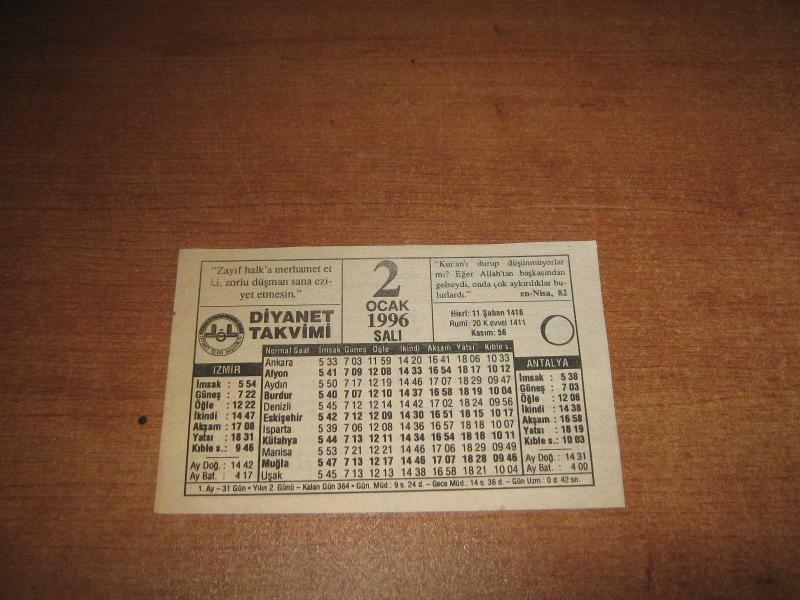 "Zayıf halk'a merhamet et
ki, zorlu düşman sana ezi-
yet etmesin."
DİYANET
TAKVİMİ
2
OCAK
1996
SALI
"Kur'an'ı durup düşünmüyorlar
mı? Eğer Allah'tan başkasından
gelseydi, onda çok aykırılıklar bu-
lurlardı." en-Nisa, 82
Hicrî: 11 Şaban 1416
Rumi: 20 K.evvel 1411
Kasım: 56
İZMİR
İmsak : 5 54
Güneş : 7 22
Öğle : 12 22
İkindi : 14 47
Akşam : 17 08
Yatsı : 18 31
Kıble s.: 9 46
Ay Doğ. : 14 42
Ay Bat. : 4 17
Normal Saat İmsak Güneş Öğle İkindi Akşam Yatsı Kıble s.
Ankara 5 33 7 03 11 59 14 20 16 41 18 06 10 33
Afyon 5 41 7 09 12 08 14 33 16 54 18 17 10 12
Aydın 5 50 7 17 12 19 14 46 17 07 18 29 09 47
Burdur 5 40 7 07 12 10 14 37 16 58 18 19 10 04
Denizli 5 45 7 12 12 14 14 42 17 02 18 24 09 56
Eskişehir 5 42 7 12 12 09 14 30 16 51 18 15 10 17
Isparta 5 39 7 06 12 08 14 36 16 57 18 18 10 07
Kütahya 5 44 7 13 12 11 14 34 16 54 18 18 10 11
Manisa 5 53 7 21 12 21 14 46 17 07 18 30 09 47
Muğla 5 47 7 13 12 17 14 46 17 07 18 28 09 46
Uşak 5 45 7 13 12 13 14 38 16 58 18 21 10 04
ANTALYA
İmsak : 5 38
Güneş : 7 03
Öğle : 12 08
İkindi : 14 38
Akşam : 16 58
Yatsı : 18 19
Kıble s.: 10 03
Ay Doğ. : 14 31
Ay Bat. : 4 00
1. Ay – 31 Gün • Yılın 2. Günü – Kalan Gün 364 • Gün. Müd.: 9 s. 24 d. – Gece Müd.: 14 s. 36 d. – Gün Uzm.: 0 d. 42 sn.